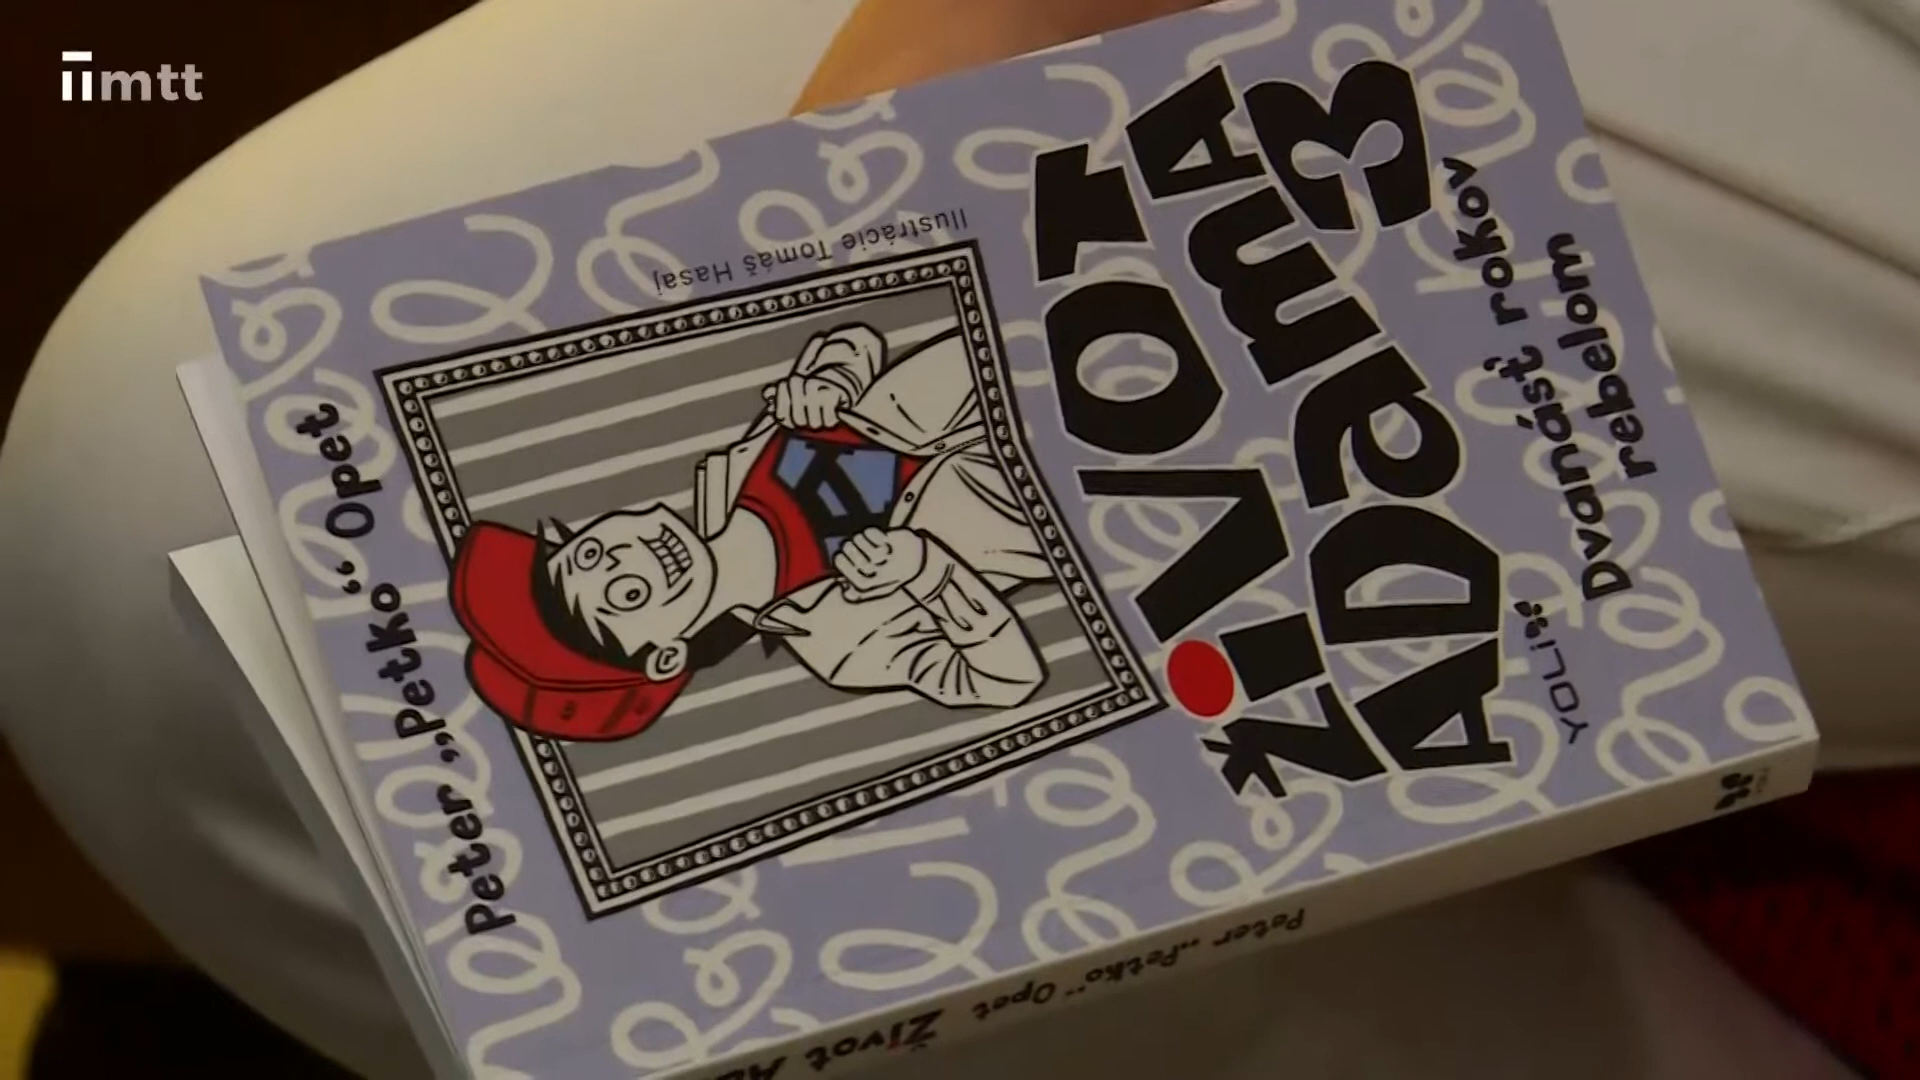 mtt
Peter „Petko“ Opet
Ilustrácie Tomáš Hasaj
ŽiVOT
ADamA
3
Dvanásť rokov
rebelom
YOLi
Peter „Petko“ Opet Život